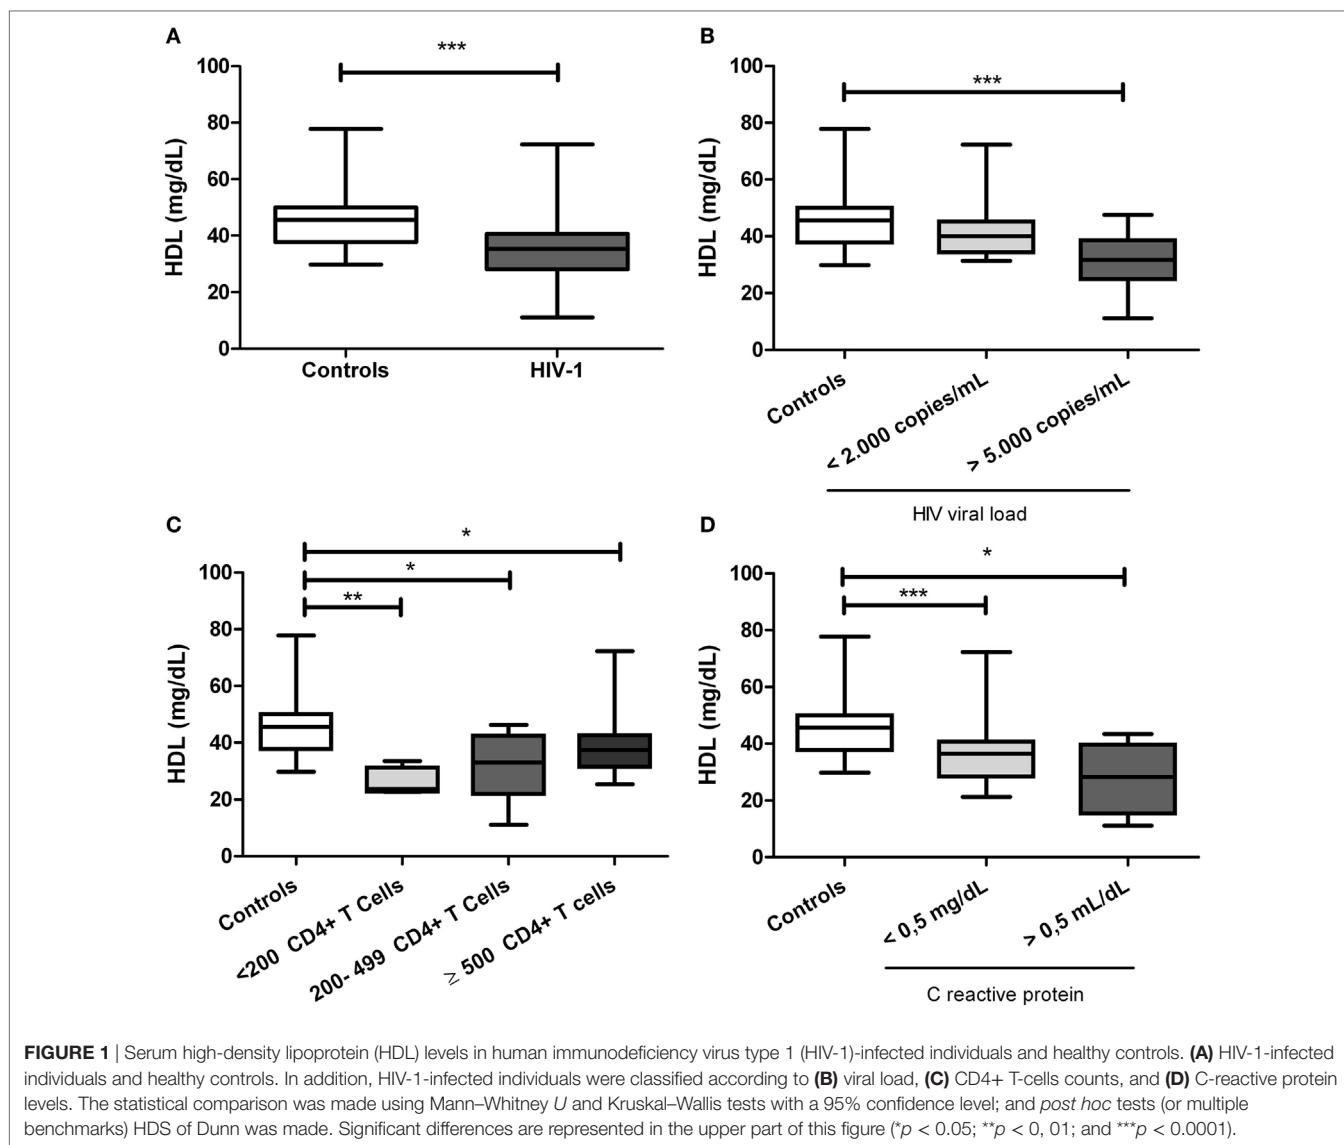 A
***
100
80
60
40
20
0
HDL (mg/dL)
Controls
HIV-1
B
***
100
80
60
40
20
0
HDL (mg/dL)
Controls
< 2.000 copies/mL
> 5.000 copies/mL
HIV viral load
C
*
*
**
100
80
60
40
20
0
HDL (mg/dL)
Controls
<200 CD4+ T Cells
200- 499 CD4+ T Cells
≥ 500 CD4+ T cells
D
*
***
100
80
60
40
20
0
HDL (mg/dL)
Controls
< 0,5 mg/dL
> 0,5 mL/dL
C reactive protein
FIGURE 1 | Serum high-density lipoprotein (HDL) levels in human immunodeficiency virus type 1 (HIV-1)-infected individuals and healthy controls. (A) HIV-1-infected
individuals and healthy controls. In addition, HIV-1-infected individuals were classified according to (B) viral load, (C) CD4+ T-cells counts, and (D) C-reactive protein
levels. The statistical comparison was made using Mann–Whitney U and Kruskal–Wallis tests with a 95% confidence level; and post hoc tests (or multiple
benchmarks) HDS of Dunn was made. Significant differences are represented in the upper part of this figure (*p < 0.05; **p < 0, 01; and ***p < 0.0001).